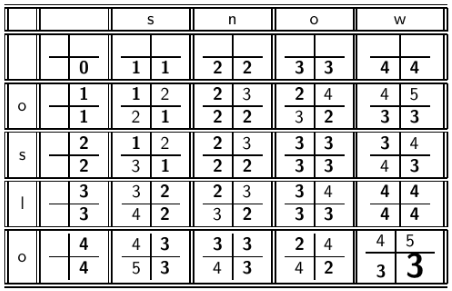 s n o w
0 1 1 2 2 3 3 4 4
1 1 2 2 3 2 4 4 5
o 1 2 1 2 2 3 2 3 3
2 1 2 2 3 3 3 3 4
s 2 3 1 2 2 3 3 4 3
3 3 2 2 3 3 4 4 4
l 3 4 2 3 2 3 3 4 4
4 4 3 3 3 2 4 4 5
o 4 5 3 4 3 4 2 3 3